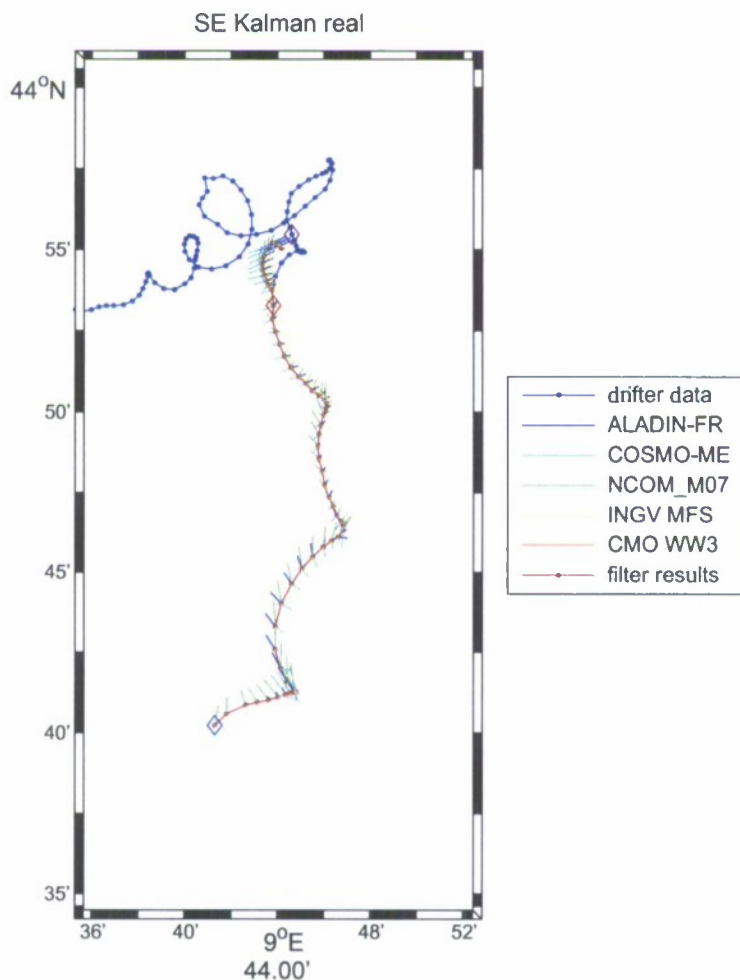 SE Kalman real
44°N
55'
50'
45'
40'
35'
36' 40' 9°E 48' 52'
44.00'
drifter data
ALADIN-FR
COSMO-ME
NCOM_M07
INGV MFS
CMO WW3
filter results